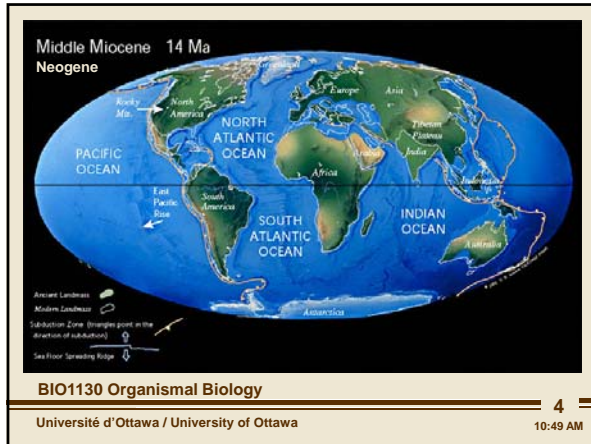 Middle Miocene 14 Ma
Neogene
Greenland
Rocky
Mts.
North
America
Europe
Asia
NORTH
ATLANTIC
OCEAN
Tibetan
Plateau
PACIFIC
OCEAN
Arabia
India
Africa
Indonesia
East
Pacific
Rise
South
America
SOUTH
ATLANTIC
OCEAN
INDIAN
OCEAN
Australia
Antarctica
Ancient Landmass
Modern Landmass
Subduction Zone (triangles point in the
direction of subduction)
Sea Floor Spreading Ridge
BIO1130 Organismal Biology
4
Université d'Ottawa / University of Ottawa
10:49 AM